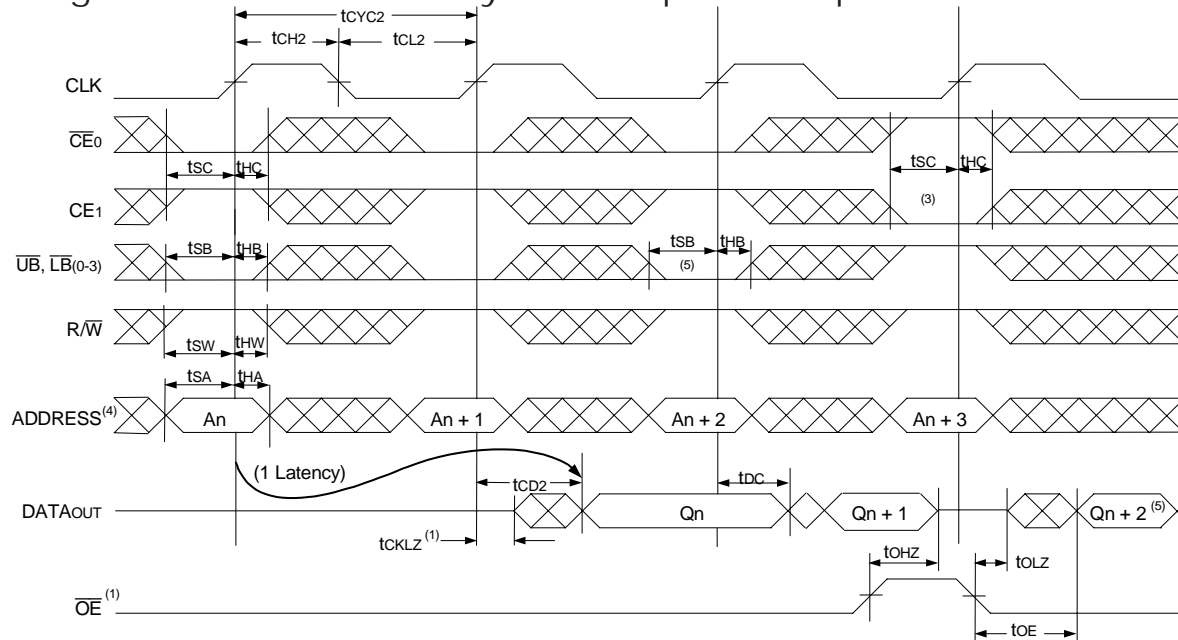 tCYC2
tCH2 tCL2
CLK
CE0
tSC tHC tSC tHC
CE1 (3)
tSB tHB tSB tHB
UB, LB(0-3) (5)
R/W
tSW tHW
tSA tHA
ADDRESS(4) An An + 1 An + 2 An + 3
(1 Latency) tCD2 tDC
DATAOUT Qn Qn + 1 Qn + 2 (5)
tCKLZ (1) tOHZ tOLZ
OE (1)
tOE